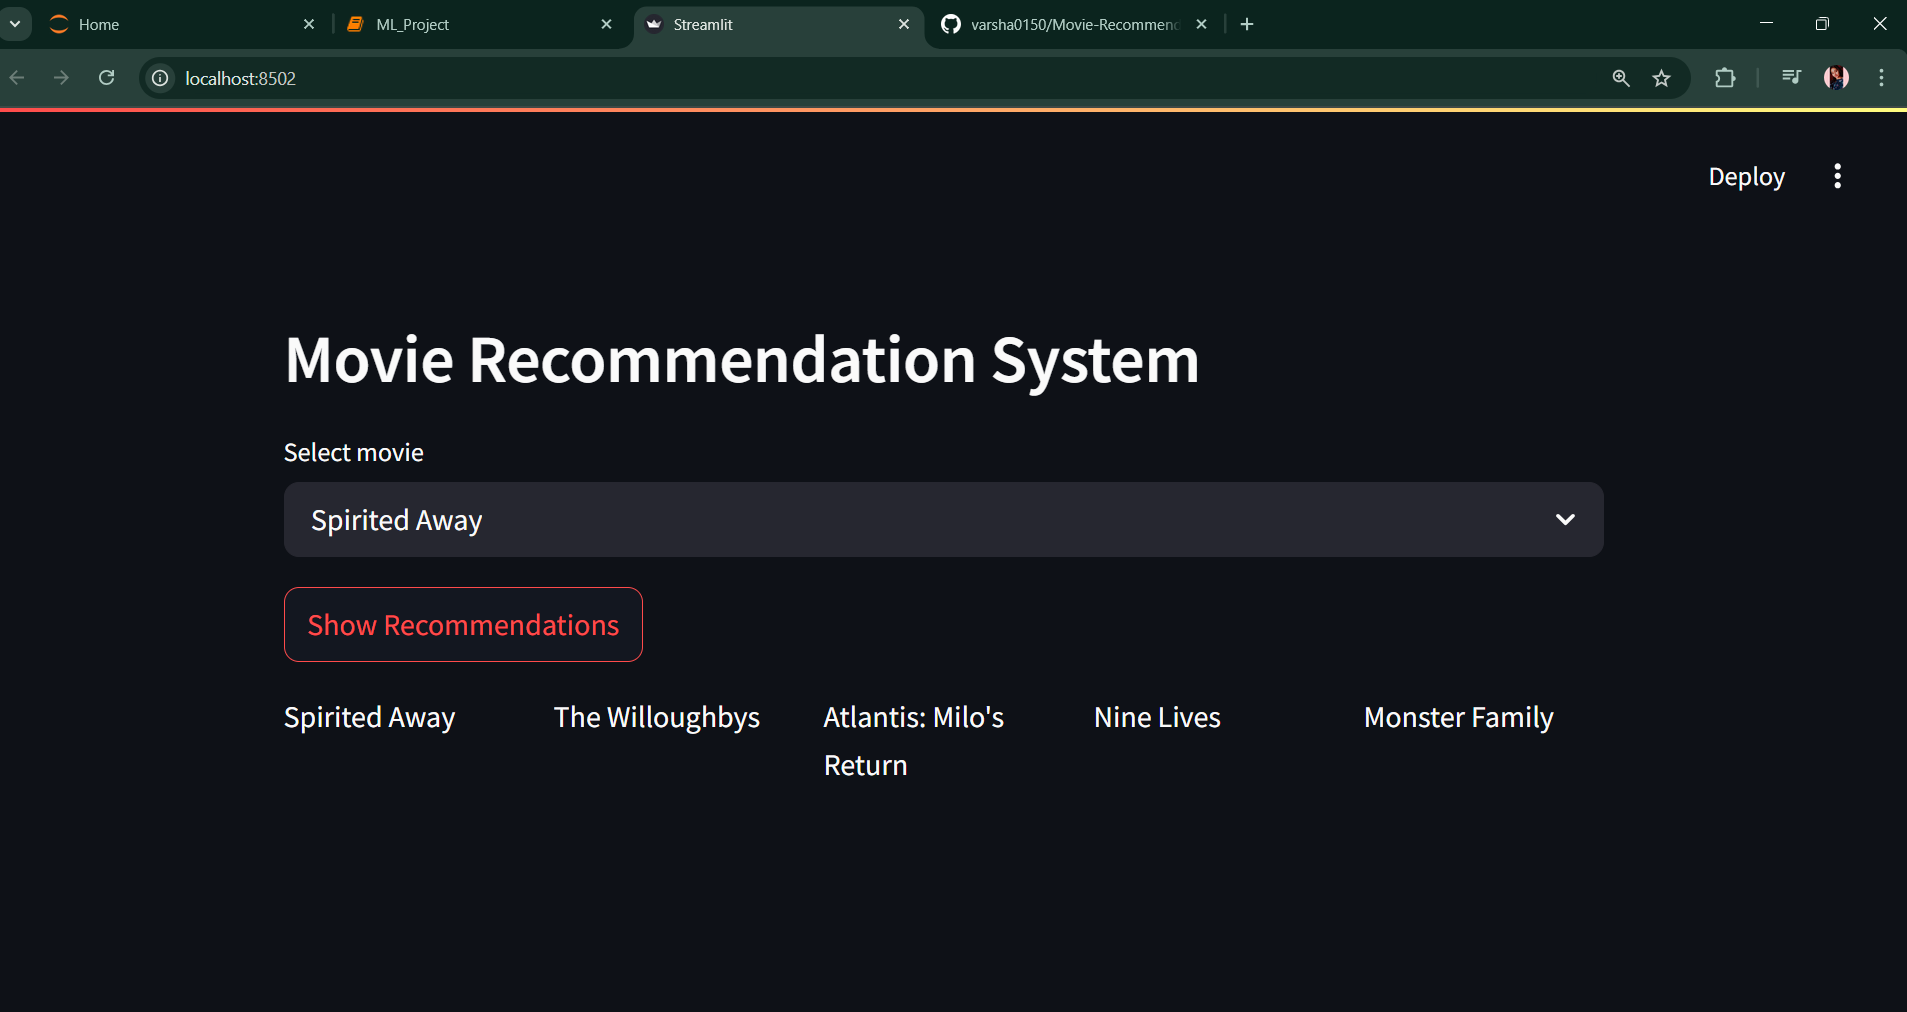 Home
ML_Project
Streamlit
varsha0150/Movie-Recommend
localhost:8502
Deploy
Movie Recommendation System
Select movie
Spirited Away
Show Recommendations
Spirited Away
The Willoughbys
Atlantis: Milo's
Return
Nine Lives
Monster Family